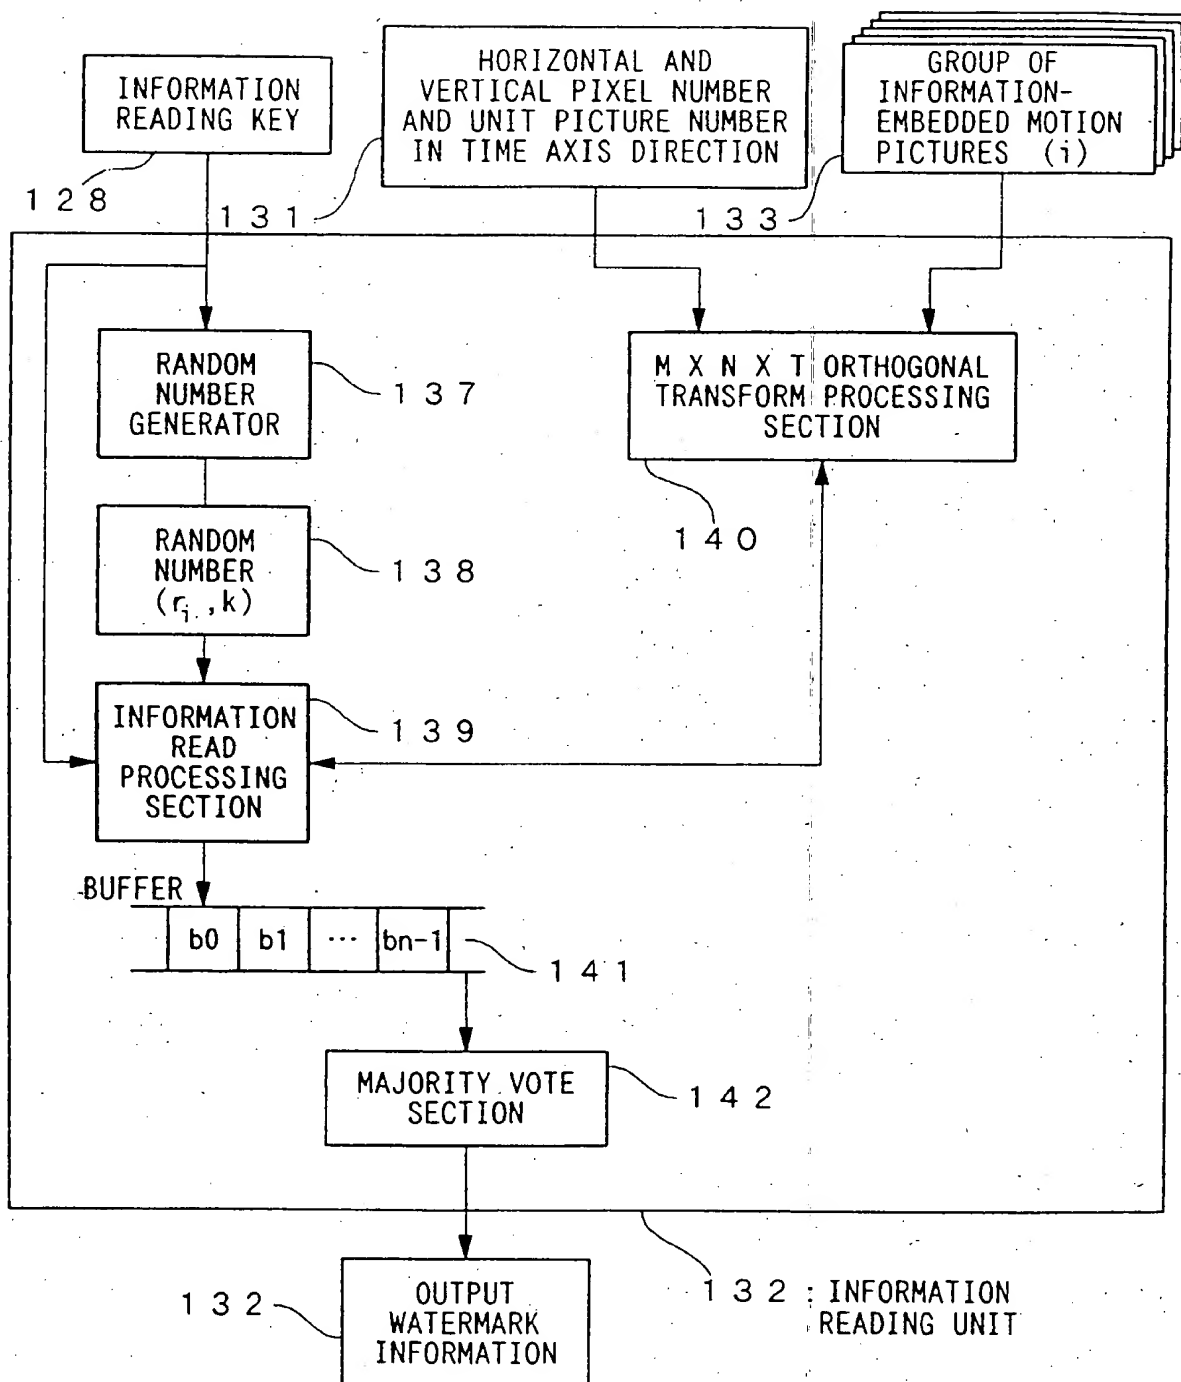 INFORMATION
READING KEY
128
HORIZONTAL AND
VERTICAL PIXEL NUMBER
AND UNIT PICTURE NUMBER
IN TIME AXIS DIRECTION
131
GROUP OF
INFORMATION-
EMBEDDED MOTION
PICTURES (i)
133
RANDOM
NUMBER
GENERATOR
137
M X N X T ORTHOGONAL
TRANSFORM PROCESSING
SECTION
140
RANDOM
NUMBER
(ri,k)
138
INFORMATION
READ
PROCESSING
SECTION
139
BUFFER
b0 b1 ... bn-1
141
MAJORITY VOTE
SECTION
142
OUTPUT
WATERMARK
INFORMATION
132
132 : INFORMATION
READING UNIT